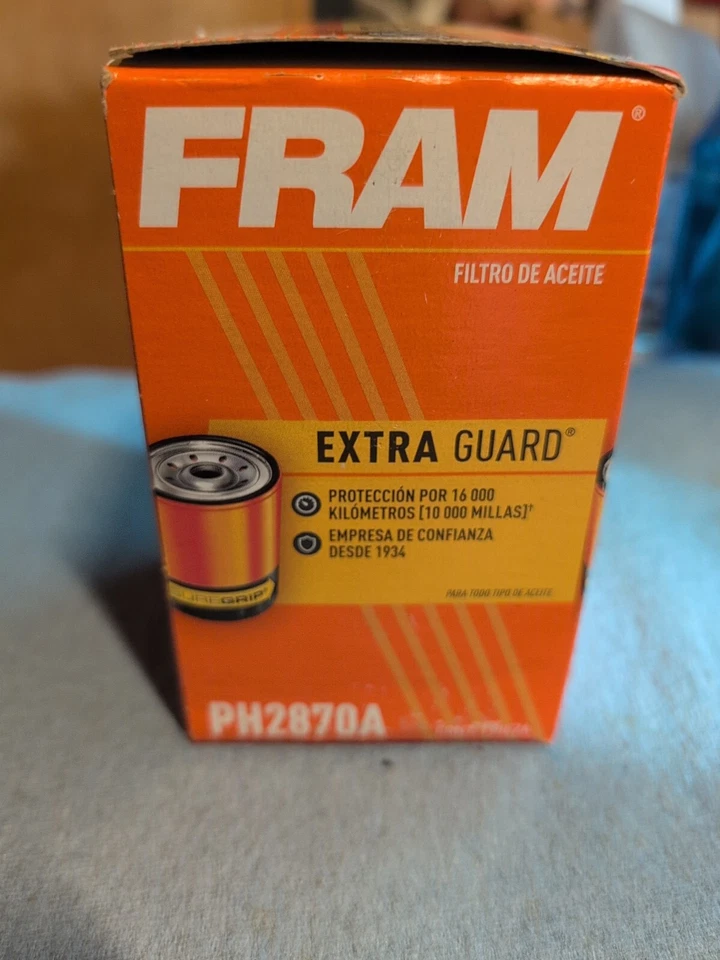 FRAM®
FILTRO DE ACEITE
EXTRA GUARD®
PROTECCIÓN POR 16 000
KILÓMETROS [10 000 MILLAS]†
EMPRESA DE CONFIANZA
DESDE 1934
SUREGRIP®
PARA TODO TIPO DE ACEITE
PH2870A